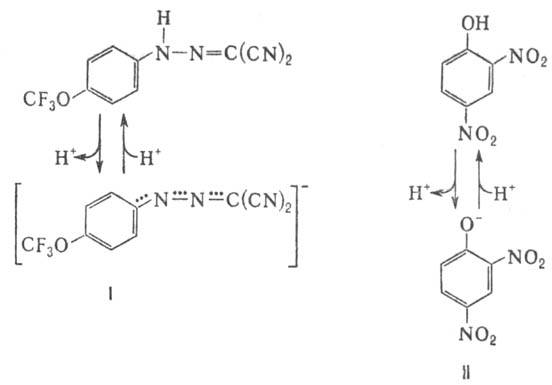 H
N—N=C(CN)₂
CF₃O
H⁺ H⁺
N=N=C(CN)₂ −
CF₃O
I
OH
NO₂
NO₂
H⁺ H⁺
O⁻
NO₂
NO₂
II